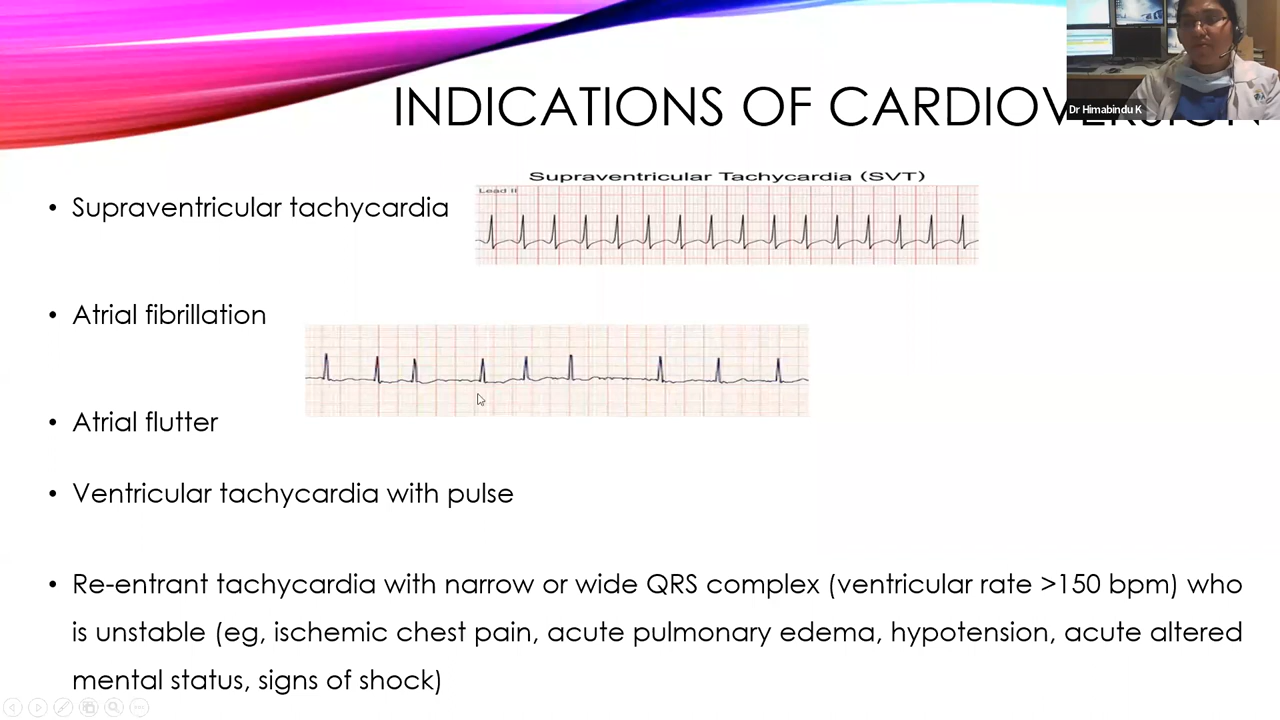 INDICATIONS OF CARDIOVERSION
Dr Himabindu K
Supraventricular Tachycardia (SVT)
Lead II
• Supraventricular tachycardia
• Atrial fibrillation
• Atrial flutter
• Ventricular tachycardia with pulse
• Re-entrant tachycardia with narrow or wide QRS complex (ventricular rate >150 bpm) who
is unstable (eg, ischemic chest pain, acute pulmonary edema, hypotension, acute altered
mental status, signs of shock)